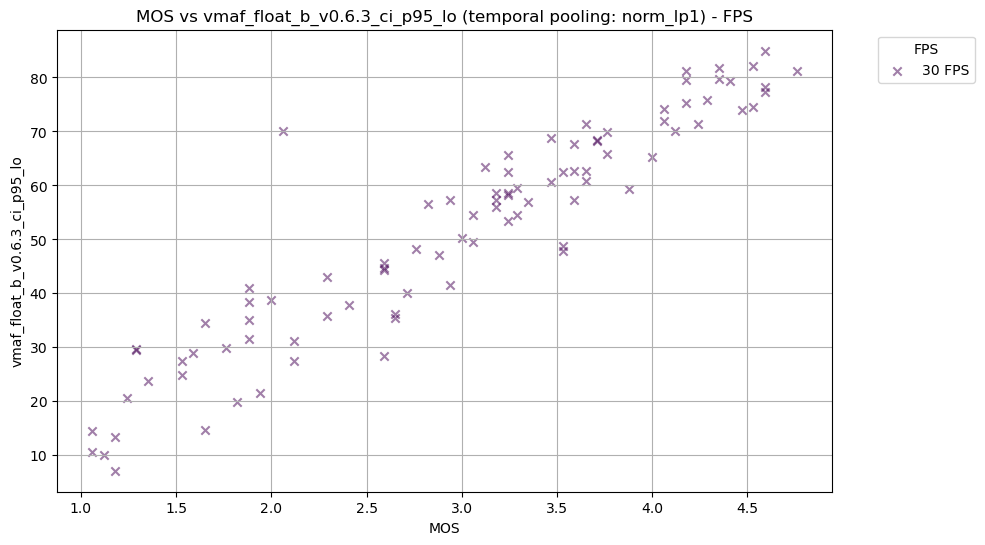 MOS vs vmaf_float_b_v0.6.3_ci_p95_lo (temporal pooling: norm_lp1) - FPS
FPS
30 FPS
vmaf_float_b_v0.6.3_ci_p95_lo
80
70
60
50
40
30
20
10
1.0 1.5 2.0 2.5 3.0 3.5 4.0 4.5
MOS